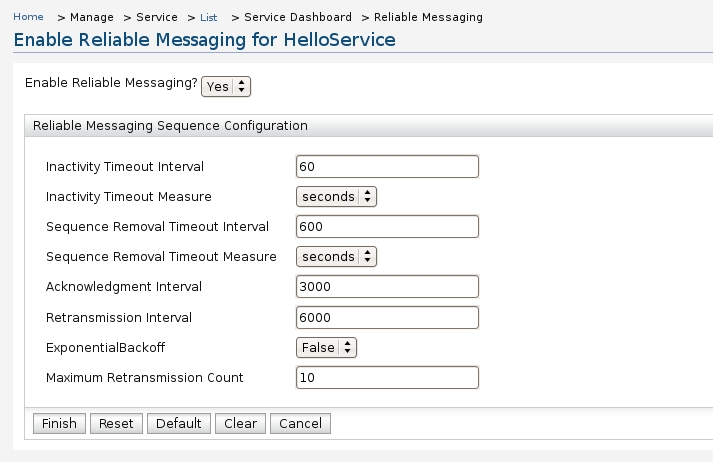 Home > Manage > Service > List > Service Dashboard > Reliable Messaging
Enable Reliable Messaging for HelloService
Enable Reliable Messaging? Yes
Reliable Messaging Sequence Configuration
Inactivity Timeout Interval 60
Inactivity Timeout Measure seconds
Sequence Removal Timeout Interval 600
Sequence Removal Timeout Measure seconds
Acknowledgment Interval 3000
Retransmission Interval 6000
ExponentialBackoff False
Maximum Retransmission Count 10
Finish Reset Default Clear Cancel